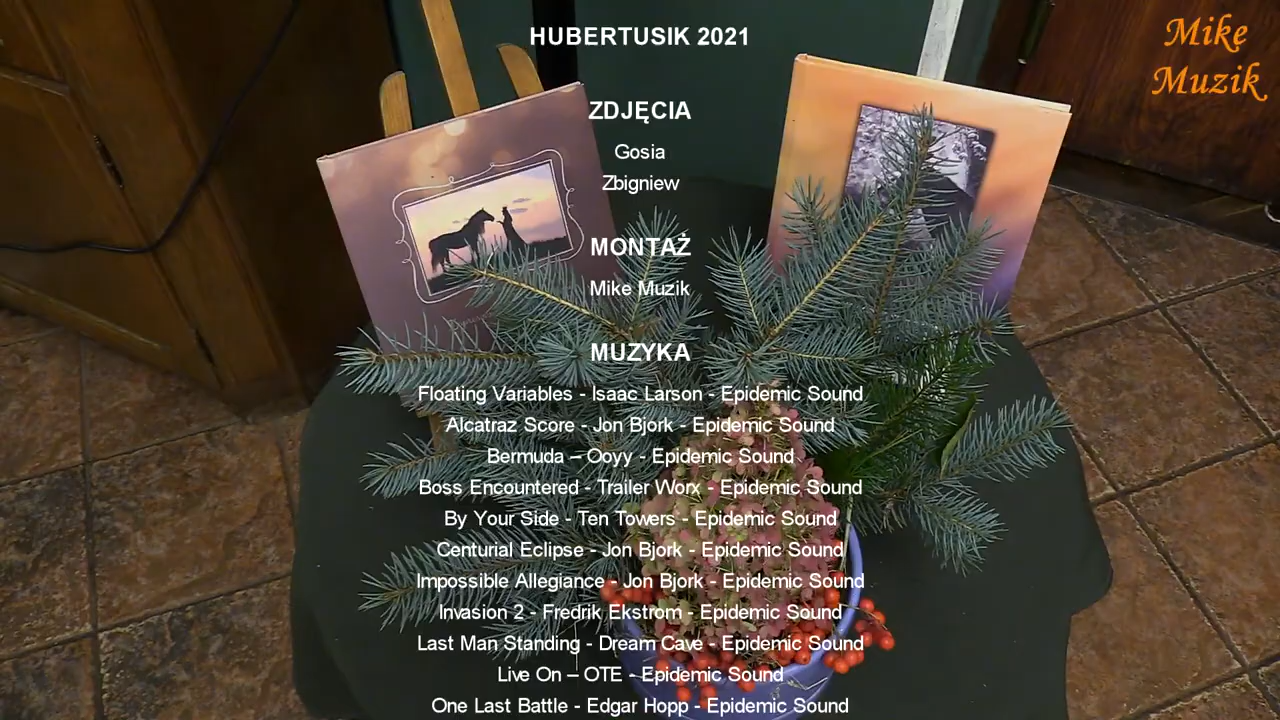 HUBERTUSIK 2021
Mike
Muzik
ZDJĘCIA
Gosia
Zbigniew
MONTAŻ
Mike Muzik
MUZYKA
Floating Variables - Isaac Larson - Epidemic Sound
Alcatraz Score - Jon Bjork - Epidemic Sound
Bermuda – Ooyy - Epidemic Sound
Boss Encountered - Trailer Worx - Epidemic Sound
By Your Side - Ten Towers - Epidemic Sound
Centurial Eclipse - Jon Bjork - Epidemic Sound
Impossible Allegiance - Jon Bjork - Epidemic Sound
Invasion 2 - Fredrik Ekstrom - Epidemic Sound
Last Man Standing - Dream Cave - Epidemic Sound
Live On – OTE - Epidemic Sound
One Last Battle - Edgar Hopp - Epidemic Sound